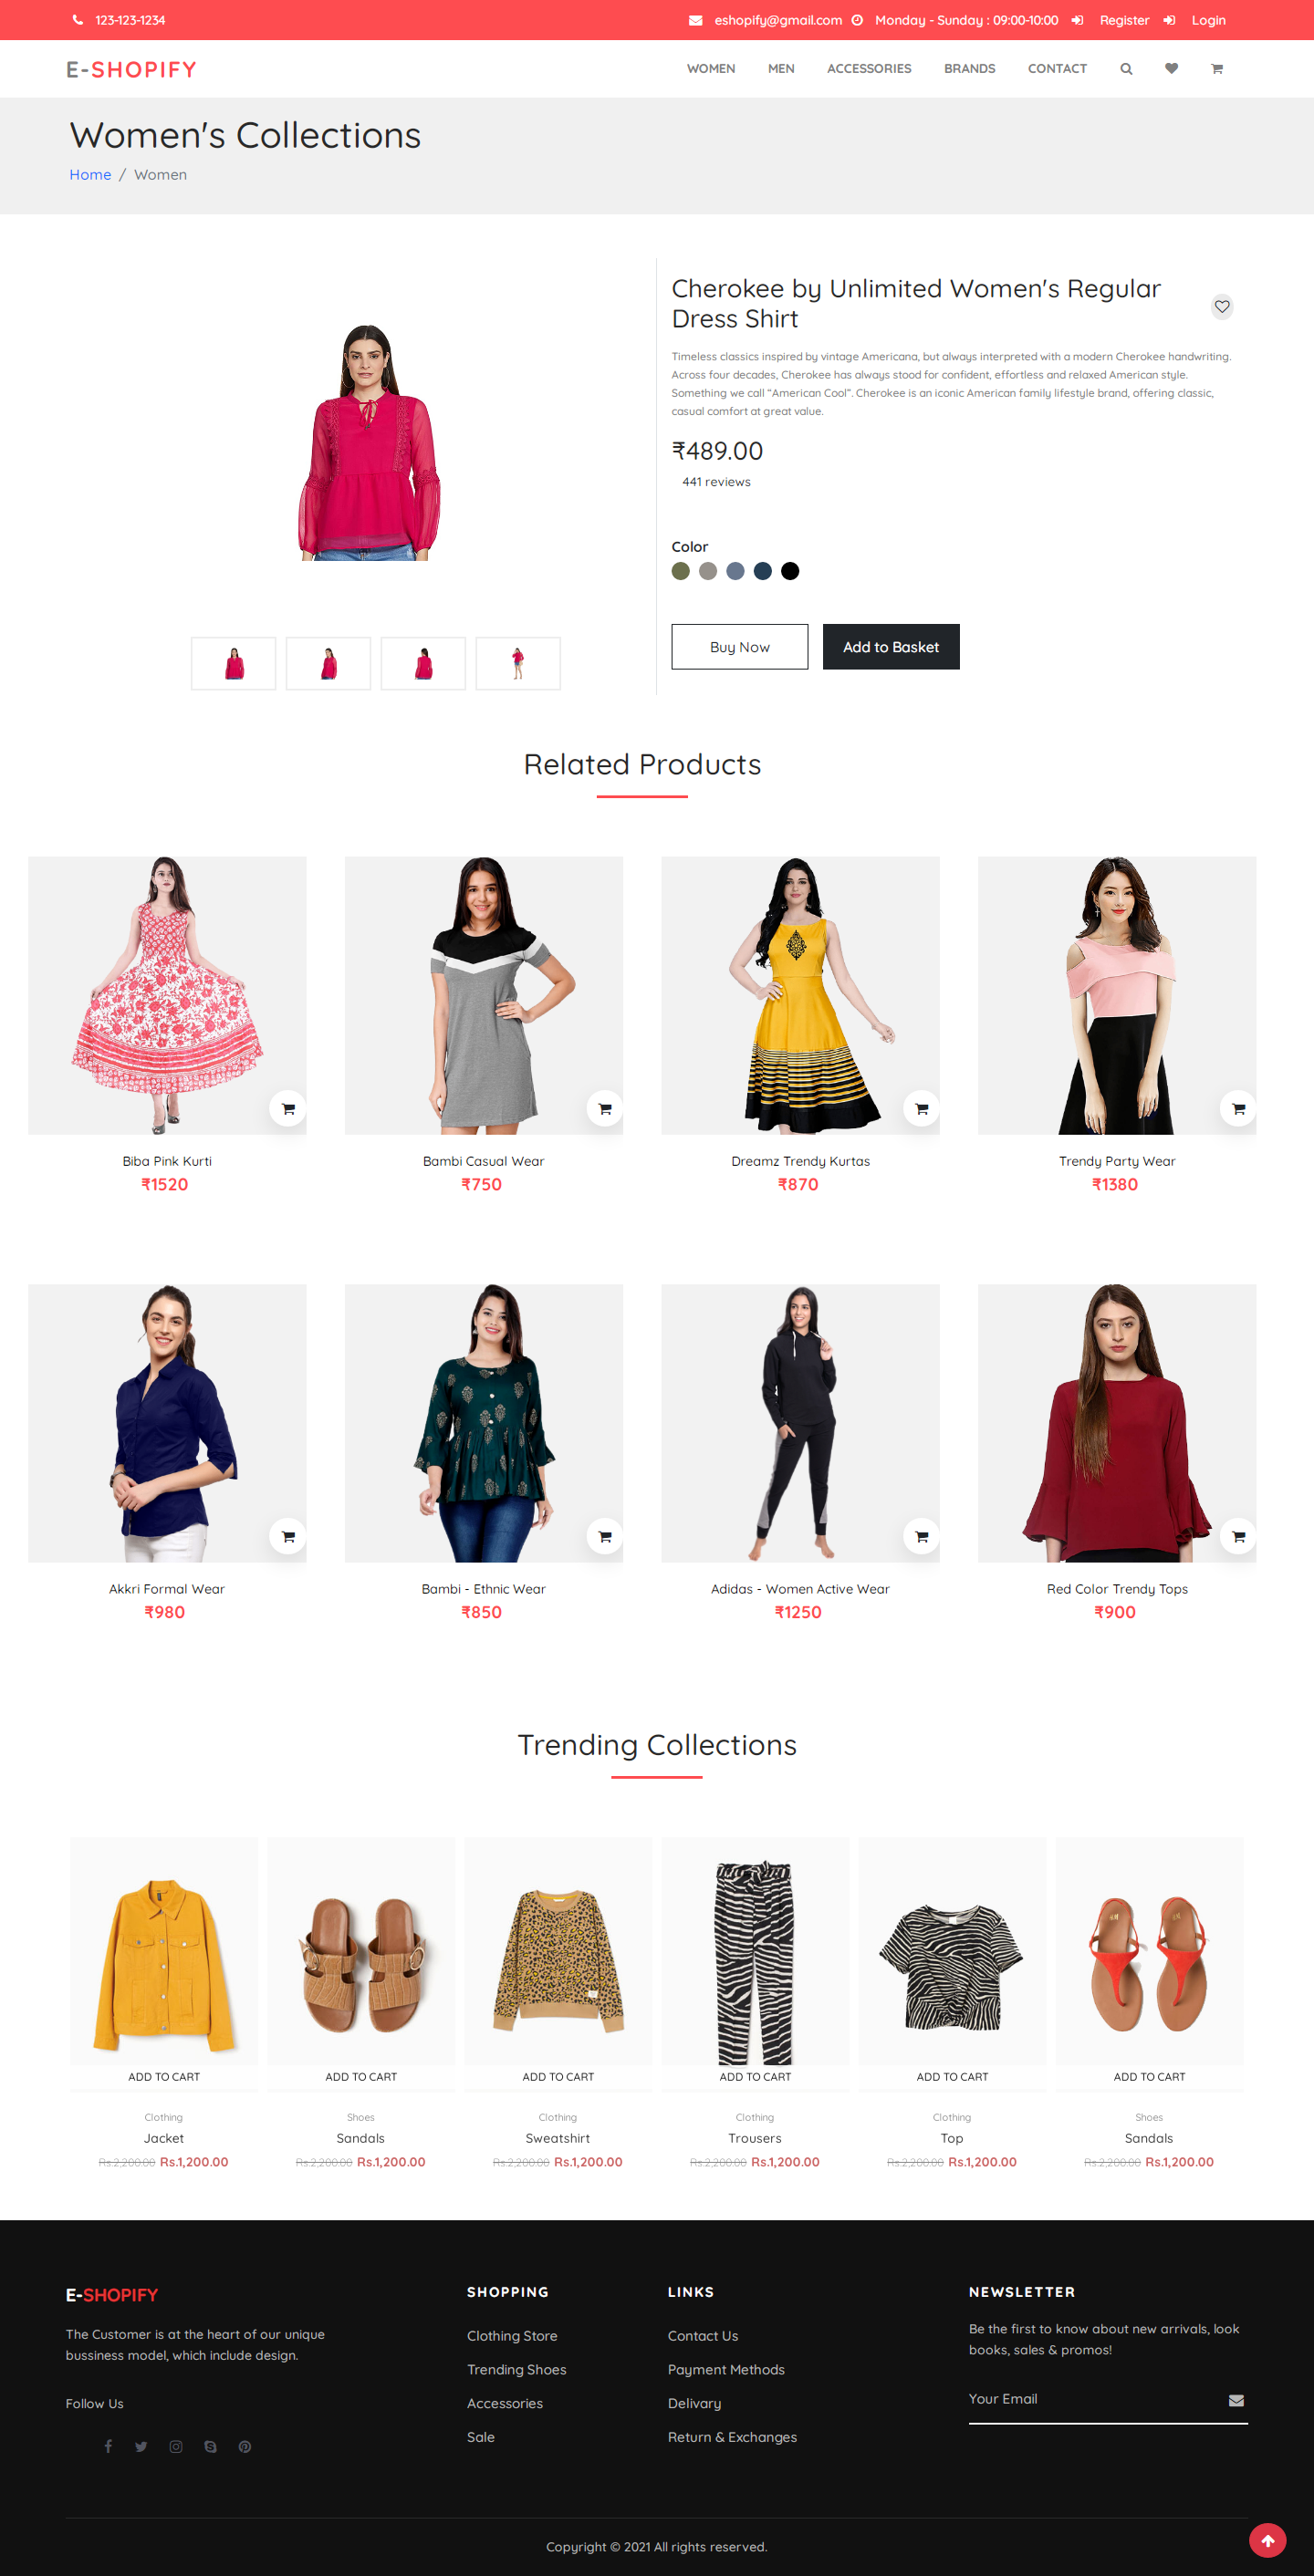 123-123-1234
eshopify@gmail.com Monday - Sunday : 09:00-10:00 Register Login
E-SHOPIFY
WOMEN MEN ACCESSORIES BRANDS CONTACT
Women's Collections
Home / Women
Cherokee by Unlimited Women's Regular
Dress Shirt
Timeless classics inspired by vintage Americana, but always interpreted with a modern Cherokee handwriting.
Across four decades, Cherokee has always stood for confident, effortless and relaxed American style.
Something we call "American Cool". Cherokee is an iconic American family lifestyle brand, offering classic,
casual comfort at great value.
₹489.00
441 reviews
Color
Buy Now Add to Basket
Related Products
Biba Pink Kurti
₹1520
Bambi Casual Wear
₹750
Dreamz Trendy Kurtas
₹870
Trendy Party Wear
₹1380
Akkri Formal Wear
₹980
Bambi - Ethnic Wear
₹850
Adidas - Women Active Wear
₹1250
Red Color Trendy Tops
₹900
Trending Collections
ADD TO CART
Clothing
Jacket
Rs.2,200.00 Rs.1,200.00
ADD TO CART
Shoes
Sandals
Rs.2,200.00 Rs.1,200.00
ADD TO CART
Clothing
Sweatshirt
Rs.2,200.00 Rs.1,200.00
ADD TO CART
Clothing
Trousers
Rs.2,200.00 Rs.1,200.00
ADD TO CART
Clothing
Top
Rs.2,200.00 Rs.1,200.00
ADD TO CART
Shoes
Sandals
Rs.2,200.00 Rs.1,200.00
E-SHOPIFY
The Customer is at the heart of our unique
bussiness model, which include design.
Follow Us
SHOPPING
Clothing Store
Trending Shoes
Accessories
Sale
LINKS
Contact Us
Payment Methods
Delivary
Return & Exchanges
NEWSLETTER
Be the first to know about new arrivals, look
books, sales & promos!
Your Email
Copyright © 2021 All rights reserved.